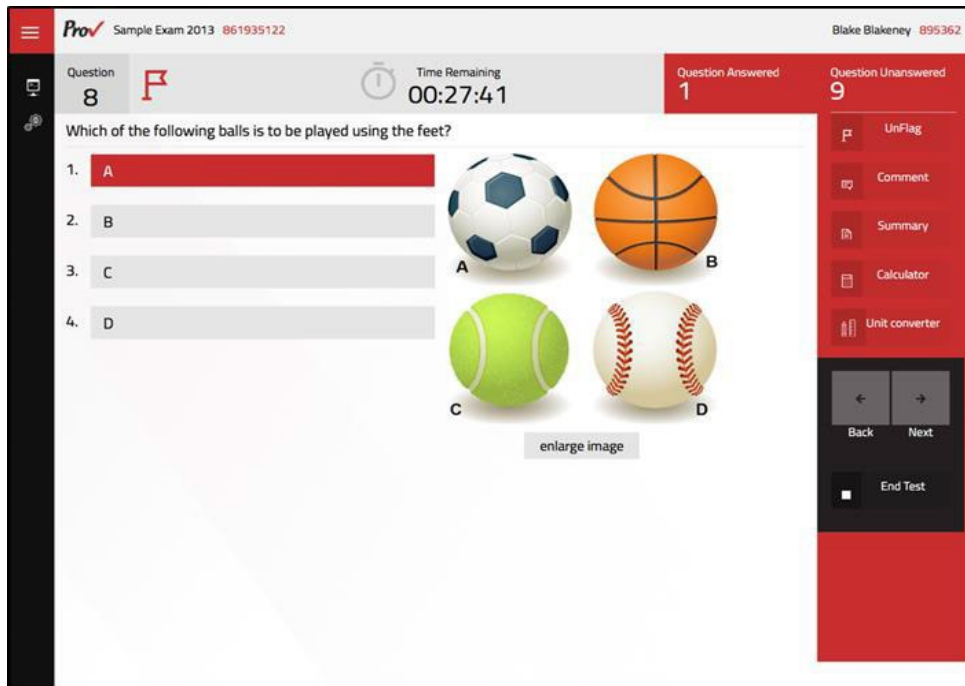 Prov Sample Exam 2013 861935122
Blake Blakeney 895362
Question
8
Time Remaining
00:27:41
Question Answered
1
Question Unanswered
9
Which of the following balls is to be played using the feet?
1. A
2. B
3. C
4. D
A
B
C
D
enlarge image
UnFlag
Comment
Summary
Calculator
Unit converter
Back
Next
End Test